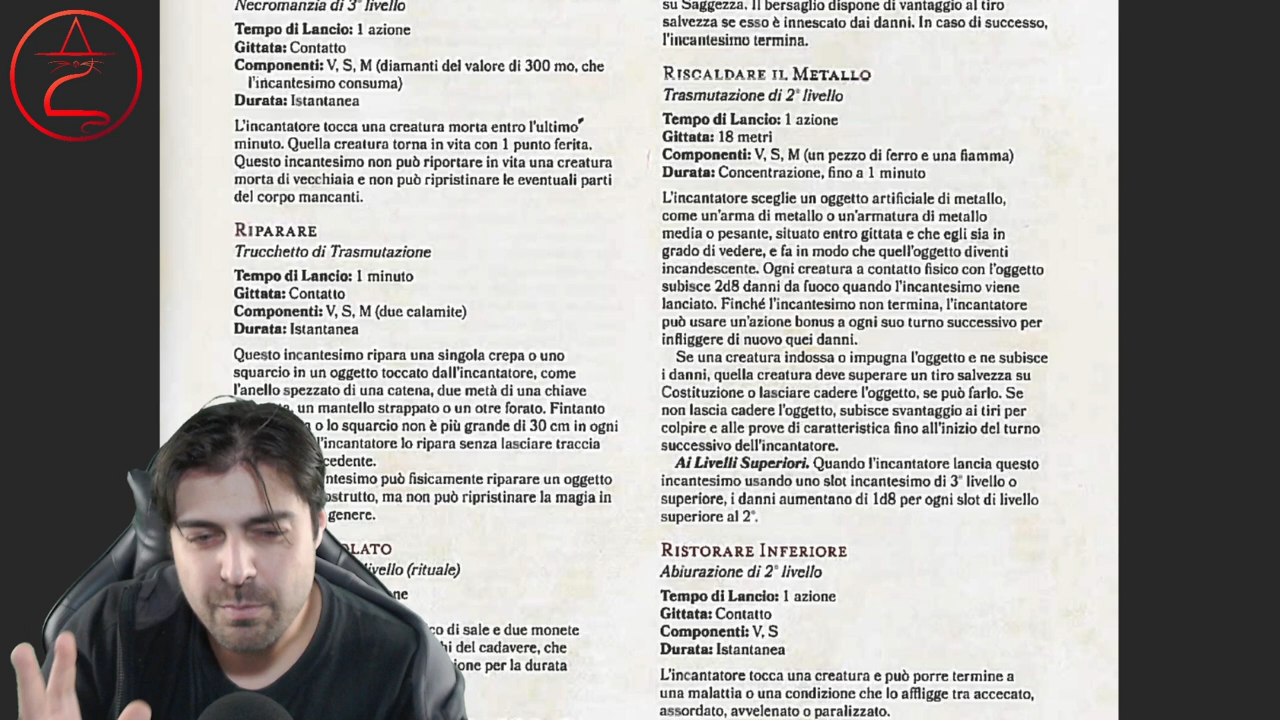 Necromanzia di 3° livello
Tempo di Lancio: 1 azione
Gittata: Contatto
Componenti: V, S, M (diamanti del valore di 300 mo, che
l'incantesimo consuma)
Durata: Istantanea
L'incantatore tocca una creatura morta entro l'ultimo
minuto. Quella creatura torna in vita con 1 punto ferita.
Questo incantesimo non può riportare in vita una creatura
morta di vecchiaia e non può ripristinare le eventuali parti
del corpo mancanti.
RIPARARE
Trucchetto di Trasmutazione
Tempo di Lancio: 1 minuto
Gittata: Contatto
Componenti: V, S, M (due calamite)
Durata: Istantanea
Questo incantesimo ripara una singola crepa o uno
squarcio in un oggetto toccato dall'incantatore, come
l'anello spezzato di una catena, due metà di una chiave
un mantello strappato o un otre forato. Fintanto
o lo squarcio non è più grande di 30 cm in ogni
l'incantatore lo ripara senza lasciare traccia
può fisicamente riparare un oggetto
ma non può ripristinare la magia in
genere.
(rituale)
di sale e due monete
del cadavere, che
per la durata
su Saggezza. Il bersaglio dispone di vantaggio al tiro
salvezza se esso è innescato dai danni. In caso di successo,
l'incantesimo termina.
RISCALDARE IL METALLO
Trasmutazione di 2° livello
Tempo di Lancio: 1 azione
Gittata: 18 metri
Componenti: V, S, M (un pezzo di ferro e una fiamma)
Durata: Concentrazione, fino a 1 minuto
L'incantatore sceglie un oggetto artificiale di metallo,
come un'arma di metallo o un'armatura di metallo
media o pesante, situato entro gittata e che egli sia in
grado di vedere, e fa in modo che quell'oggetto diventi
incandescente. Ogni creatura a contatto fisico con l'oggetto
subisce 2d8 danni da fuoco quando l'incantesimo viene
lanciato. Finché l'incantesimo non termina, l'incantatore
può usare un'azione bonus a ogni suo turno successivo per
infliggere di nuovo quei danni.
Se una creatura indossa o impugna l'oggetto e ne subisce
i danni, quella creatura deve superare un tiro salvezza su
Costituzione o lasciare cadere l'oggetto, se può farlo. Se
non lascia cadere l'oggetto, subisce svantaggio ai tiri per
colpire e alle prove di caratteristica fino all'inizio del turno
successivo dell'incantatore.
Ai Livelli Superiori. Quando l'incantatore lancia questo
incantesimo usando uno slot incantesimo di 3° livello o
superiore, i danni aumentano di 1d8 per ogni slot di livello
superiore al 2°.
RISTORARE INFERIORE
Abiurazione di 2° livello
Tempo di Lancio: 1 azione
Gittata: Contatto
Componenti: V, S
Durata: Istantanea
L'incantatore tocca una creatura e può porre termine a
una malattia o una condizione che lo affligge tra accecato,
assordato, avvelenato o paralizzato.